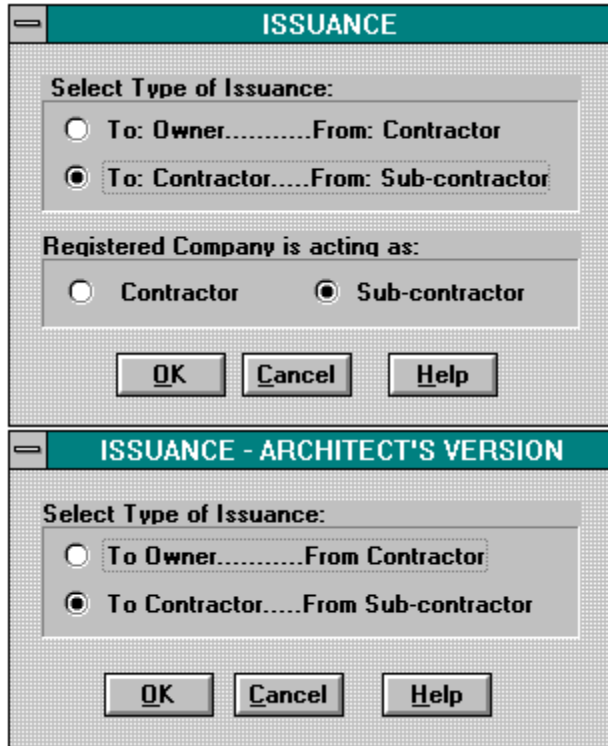 ISSUANCE
Select Type of Issuance:
To: Owner...........From: Contractor
To: Contractor.....From: Sub-contractor
Registered Company is acting as:
Contractor Sub-contractor
OK Cancel Help
ISSUANCE - ARCHITECT'S VERSION
Select Type of Issuance:
To Owner...........From Contractor
To Contractor.....From Sub-contractor
OK Cancel Help